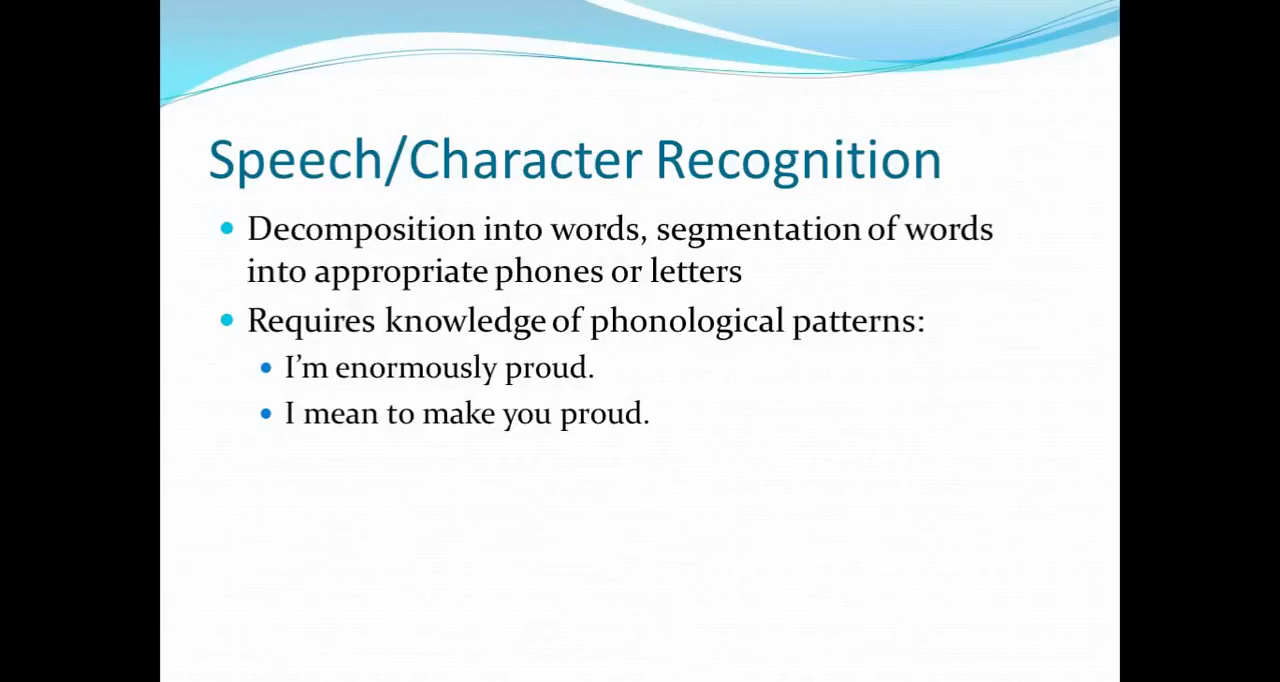 Speech/Character Recognition
• Decomposition into words, segmentation of words
into appropriate phones or letters
• Requires knowledge of phonological patterns:
• I’m enormously proud.
• I mean to make you proud.